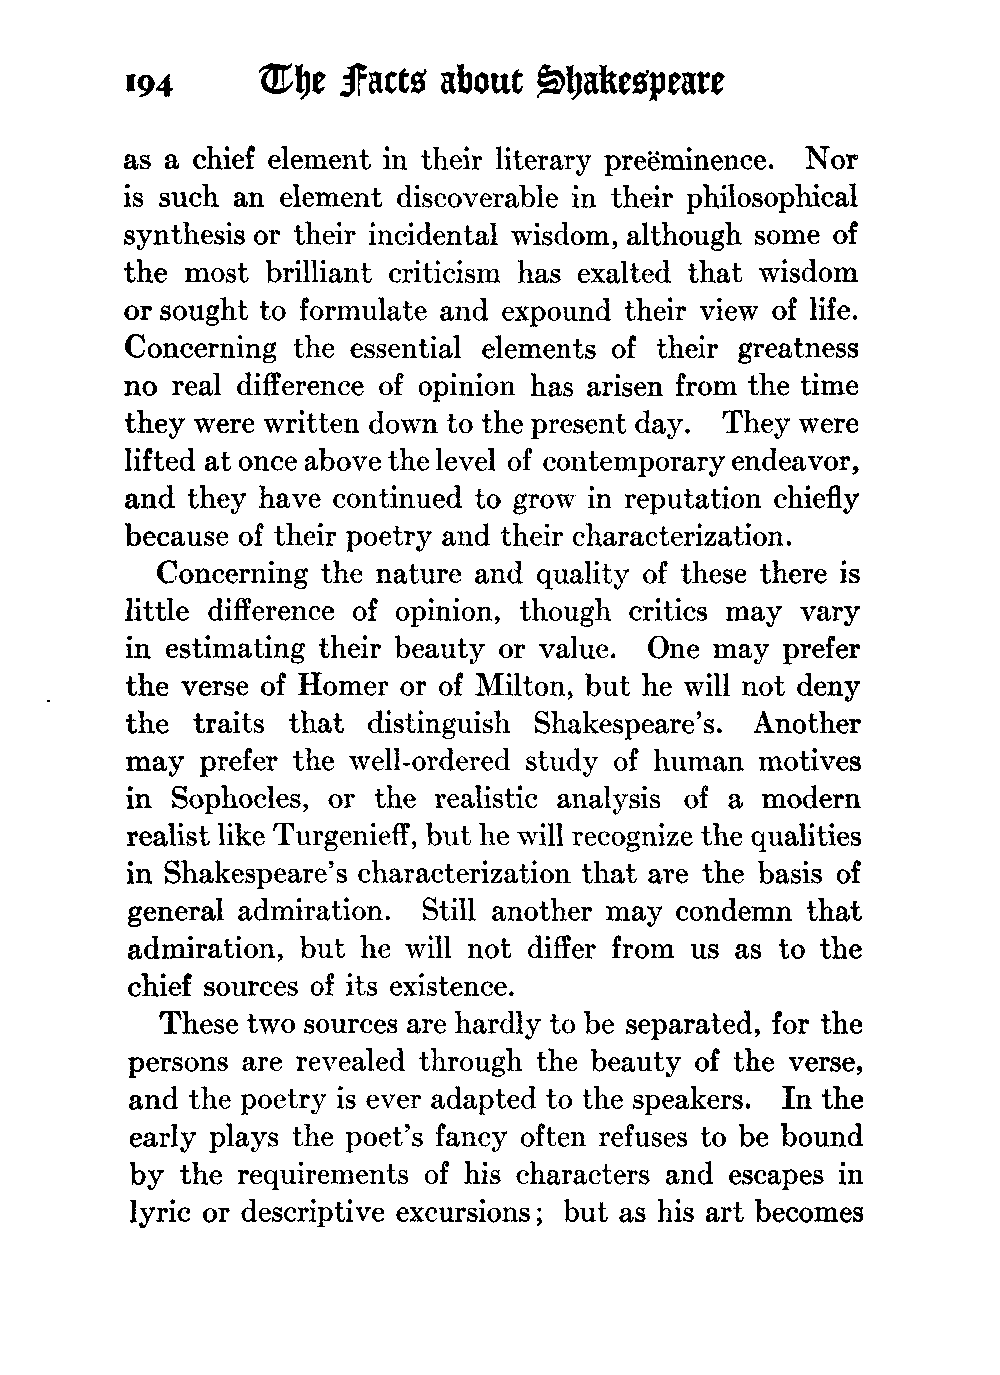 194 The Facts about Shakespeare
as a chief element in their literary preëminence. Nor
is such an element discoverable in their philosophical
synthesis or their incidental wisdom, although some of
the most brilliant criticism has exalted that wisdom
or sought to formulate and expound their view of life.
Concerning the essential elements of their greatness
no real difference of opinion has arisen from the time
they were written down to the present day. They were
lifted at once above the level of contemporary endeavor,
and they have continued to grow in reputation chiefly
because of their poetry and their characterization.
Concerning the nature and quality of these there is
little difference of opinion, though critics may vary
in estimating their beauty or value. One may prefer
the verse of Homer or of Milton, but he will not deny
the traits that distinguish Shakespeare's. Another
may prefer the well-ordered study of human motives
in Sophocles, or the realistic analysis of a modern
realist like Turgenieff, but he will recognize the qualities
in Shakespeare's characterization that are the basis of
general admiration. Still another may condemn that
admiration, but he will not differ from us as to the
chief sources of its existence.
These two sources are hardly to be separated, for the
persons are revealed through the beauty of the verse,
and the poetry is ever adapted to the speakers. In the
early plays the poet's fancy often refuses to be bound
by the requirements of his characters and escapes in
lyric or descriptive excursions; but as his art becomes